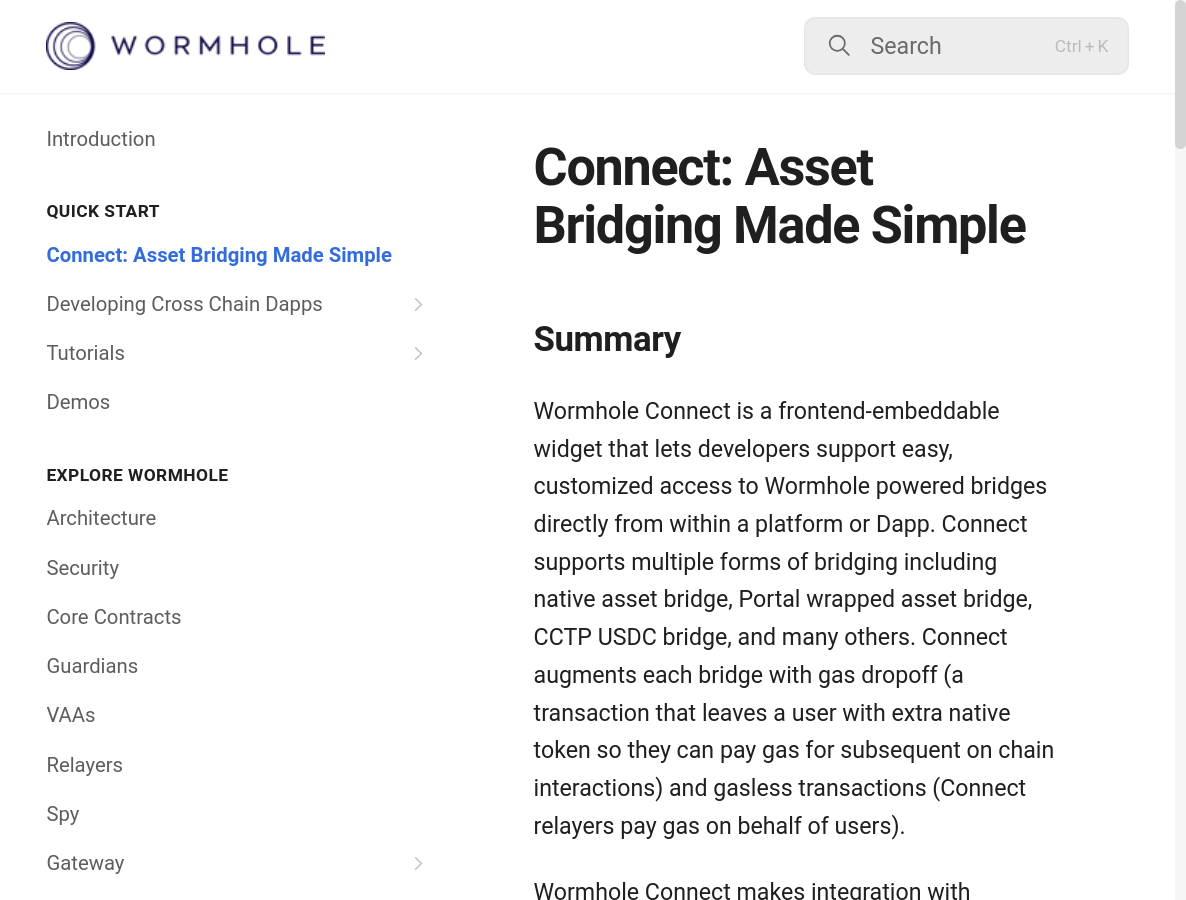 WORMHOLE
Search
Ctrl + K
Introduction
QUICK START
Connect: Asset Bridging Made Simple
Developing Cross Chain Dapps
Tutorials
Demos
EXPLORE WORMHOLE
Architecture
Security
Core Contracts
Guardians
VAAs
Relayers
Spy
Gateway
Connect: Asset
Bridging Made Simple
Summary
Wormhole Connect is a frontend-embeddable
widget that lets developers support easy,
customized access to Wormhole powered bridges
directly from within a platform or Dapp. Connect
supports multiple forms of bridging including
native asset bridge, Portal wrapped asset bridge,
CCTP USDC bridge, and many others. Connect
augments each bridge with gas dropoff (a
transaction that leaves a user with extra native
token so they can pay gas for subsequent on chain
interactions) and gasless transactions (Connect
relayers pay gas on behalf of users).
Wormhole Connect makes integration with